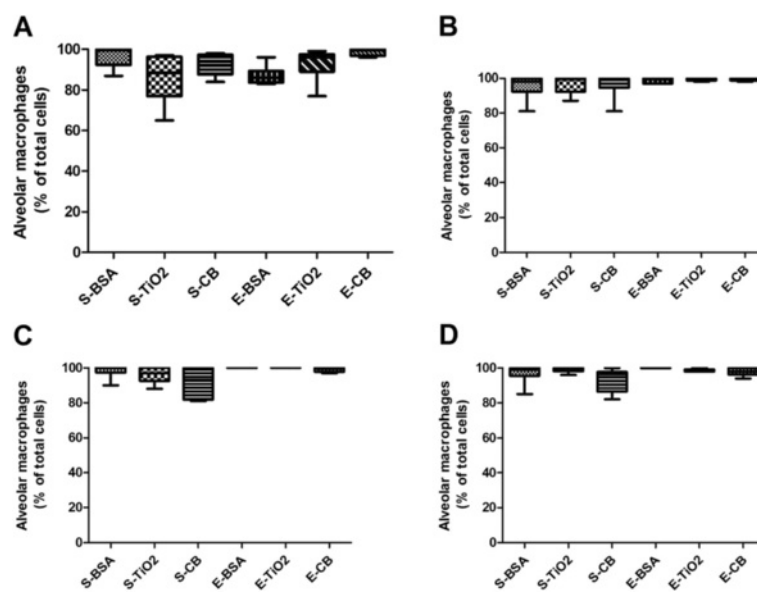 A
Alveolar macrophages
(% of total cells)
100
80
60
40
20
0
S-BSA
S-TiO2
S-CB
E-BSA
E-TiO2
E-CB
B
Alveolar macrophages
(% of total cells)
100
80
60
40
20
0
S-BSA
S-TiO2
S-CB
E-BSA
E-TiO2
E-CB
C
Alveolar macrophages
(% of total cells)
100
80
60
40
20
0
S-BSA
S-TiO2
S-CB
E-BSA
E-TiO2
E-CB
D
Alveolar macrophages
(% of total cells)
100
80
60
40
20
0
S-BSA
S-TiO2
S-CB
E-BSA
E-TiO2
E-CB